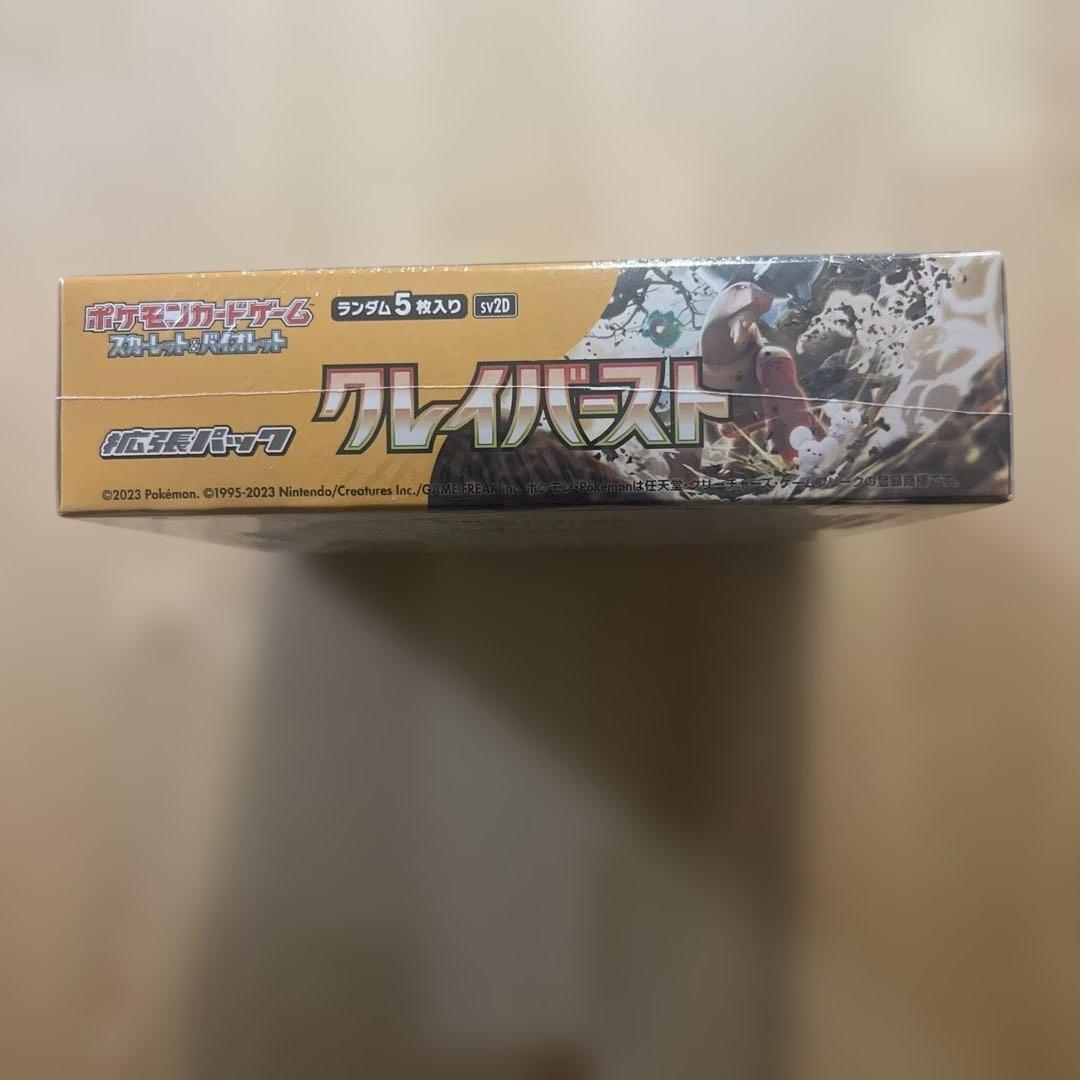 ポケモンカードゲーム
スカーレット&バイオレット
ランダム5枚入り sv2D
拡張パック
クレイバースト
©2023 Pokémon. ©1995-2023 Nintendo/Creatures Inc./GAME FREAK inc. ポケモン・Pokémonは任天堂・クリーチャーズ・ゲームフリークの登録商標です。